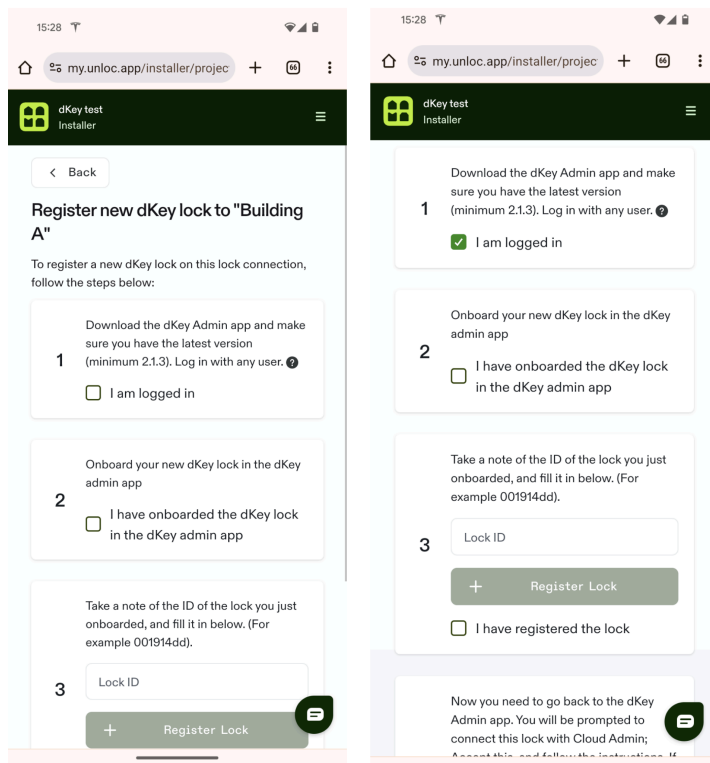 15:28
my.unloc.app/installer/projec
66
dKey test
Installer
Back
Register new dKey lock to "Building
A"
To register a new dKey lock on this lock connection,
follow the steps below:
1
Download the dKey Admin app and make
sure you have the latest version
(minimum 2.1.3). Log in with any user. ?
I am logged in
2
Onboard your new dKey lock in the dKey
admin app
I have onboarded the dKey lock
in the dKey admin app
3
Take a note of the ID of the lock you just
onboarded, and fill it in below. (For
example 001914dd).
Lock ID
+ Register Lock
15:28
my.unloc.app/installer/projec
66
dKey test
Installer
1
Download the dKey Admin app and make
sure you have the latest version
(minimum 2.1.3). Log in with any user. ?
I am logged in
2
Onboard your new dKey lock in the dKey
admin app
I have onboarded the dKey lock
in the dKey admin app
3
Take a note of the ID of the lock you just
onboarded, and fill it in below. (For
example 001914dd).
Lock ID
+ Register Lock
I have registered the lock
Now you need to go back to the dKey
Admin app. You will be prompted to
connect this lock with Cloud Admin;
Accept this, and follow the instructions. If